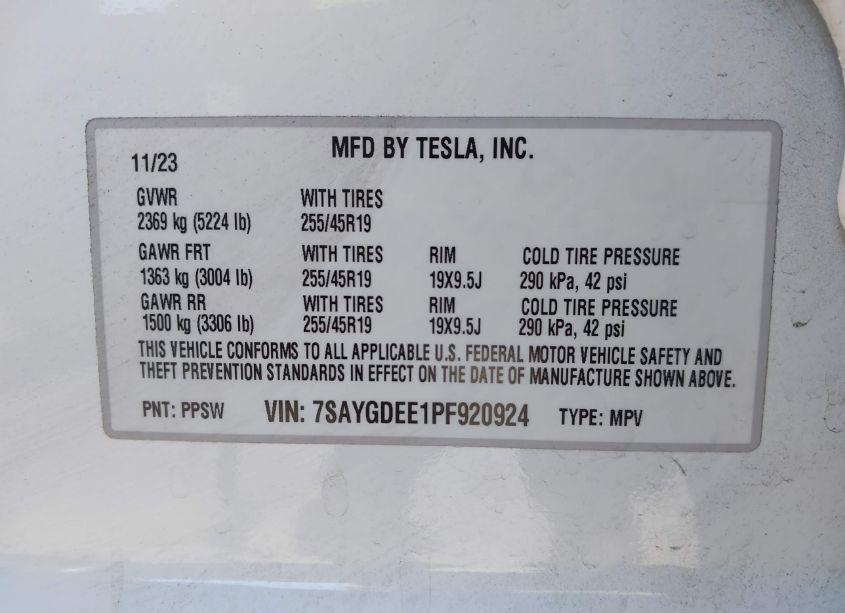 MFD BY TESLA, INC.
11/23
GVWR WITH TIRES
2369 kg (5224 lb) 255/45R19
GAWR FRT WITH TIRES RIM COLD TIRE PRESSURE
1363 kg (3004 lb) 255/45R19 19X9.5J 290 kPa, 42 psi
GAWR RR WITH TIRES RIM COLD TIRE PRESSURE
1500 kg (3306 lb) 255/45R19 19X9.5J 290 kPa, 42 psi
THIS VEHICLE CONFORMS TO ALL APPLICABLE U.S. FEDERAL MOTOR VEHICLE SAFETY AND
THEFT PREVENTION STANDARDS IN EFFECT ON THE DATE OF MANUFACTURE SHOWN ABOVE.
PNT: PPSW VIN: 7SAYGDEE1PF920924 TYPE: MPV